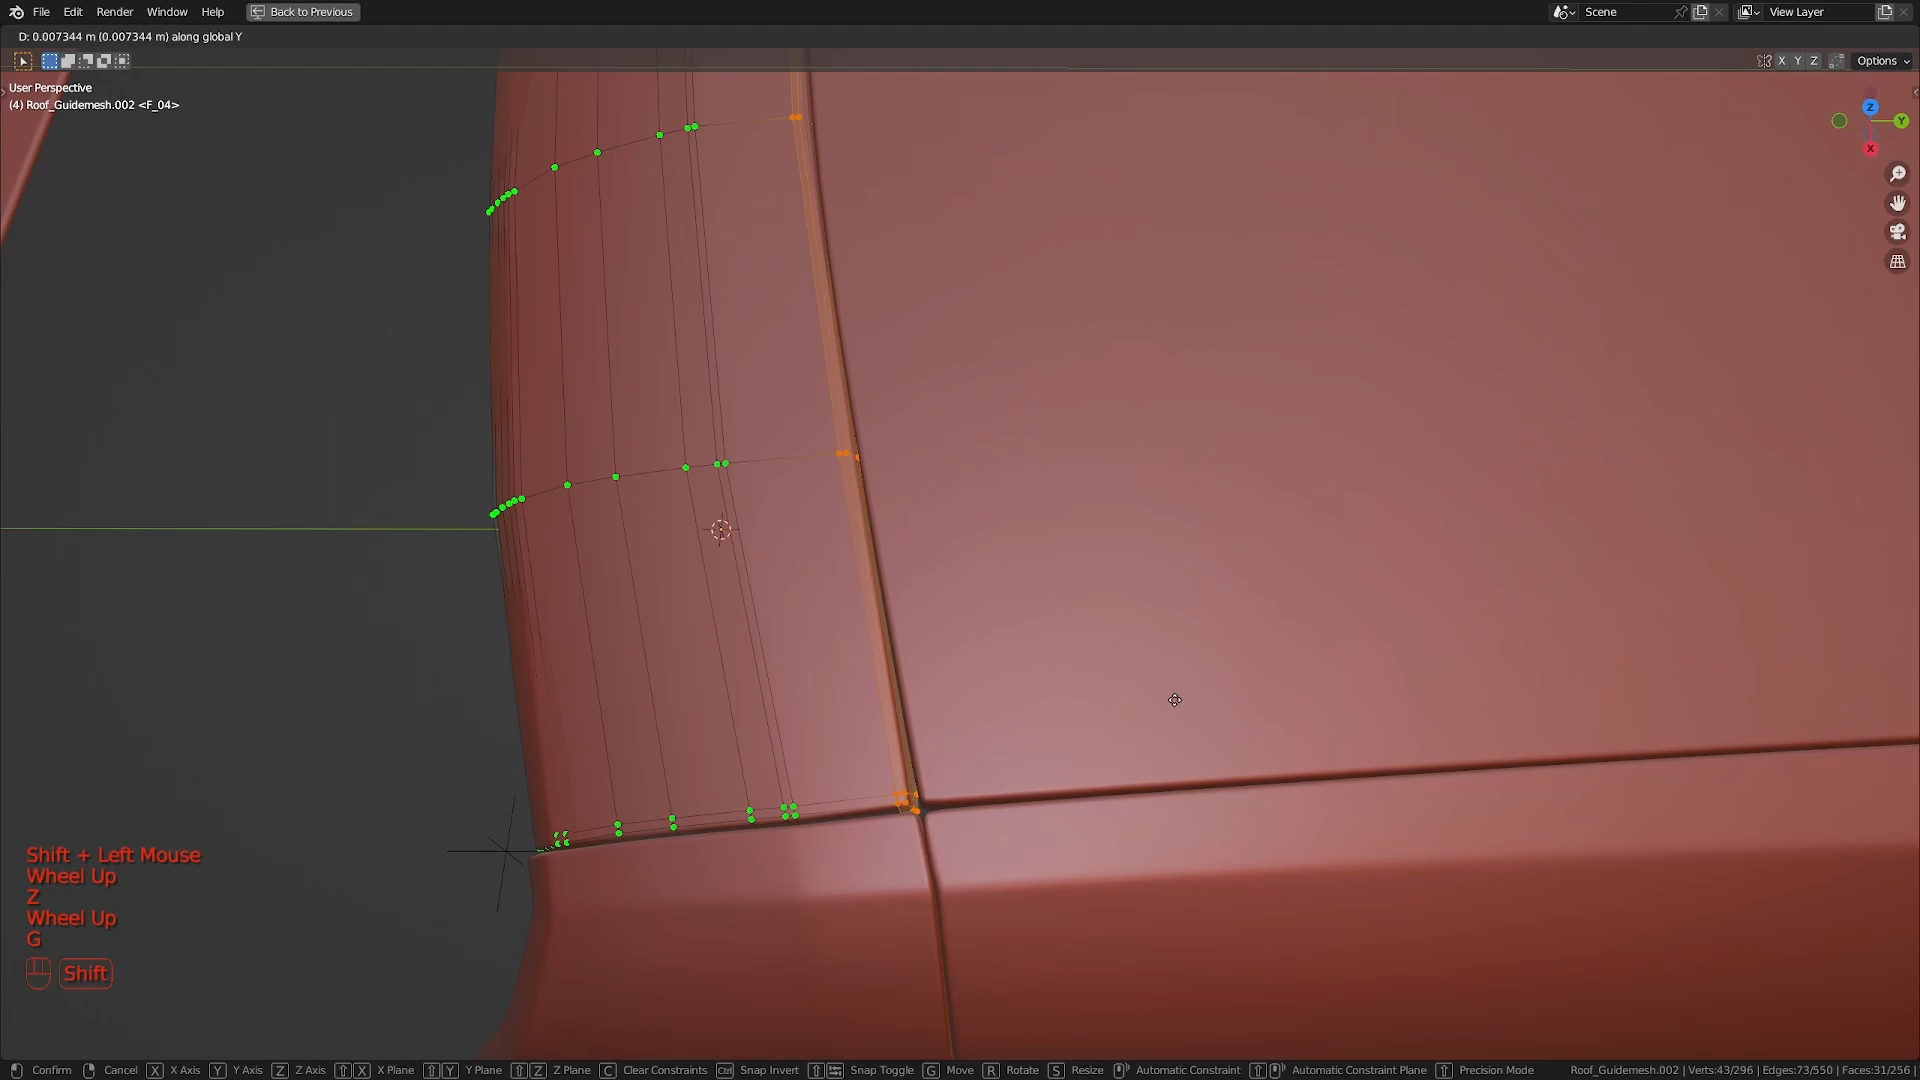 File Edit Render Window Help Back to Previous Scene View Layer
D: 0.007344 m (0.007344 m) along global Y
X Y Z Options
User Perspective
(4) Roof_Guidemesh.002 <F_04>
Z
Y
X
Shift + Left Mouse
Wheel Up
Z
Wheel Up
G
Shift
Confirm Cancel X X Axis Y Y Axis Z Z Axis X X Plane Y Y Plane Z Z Plane C Clear Constraints Ctrl Snap Invert Snap Toggle G Move R Rotate S Resize Automatic Constraint Automatic Constraint Plane Precision Mode Roof_Guidemesh.002 | Verts:43/296 | Edges:73/550 | Faces:31/256 |